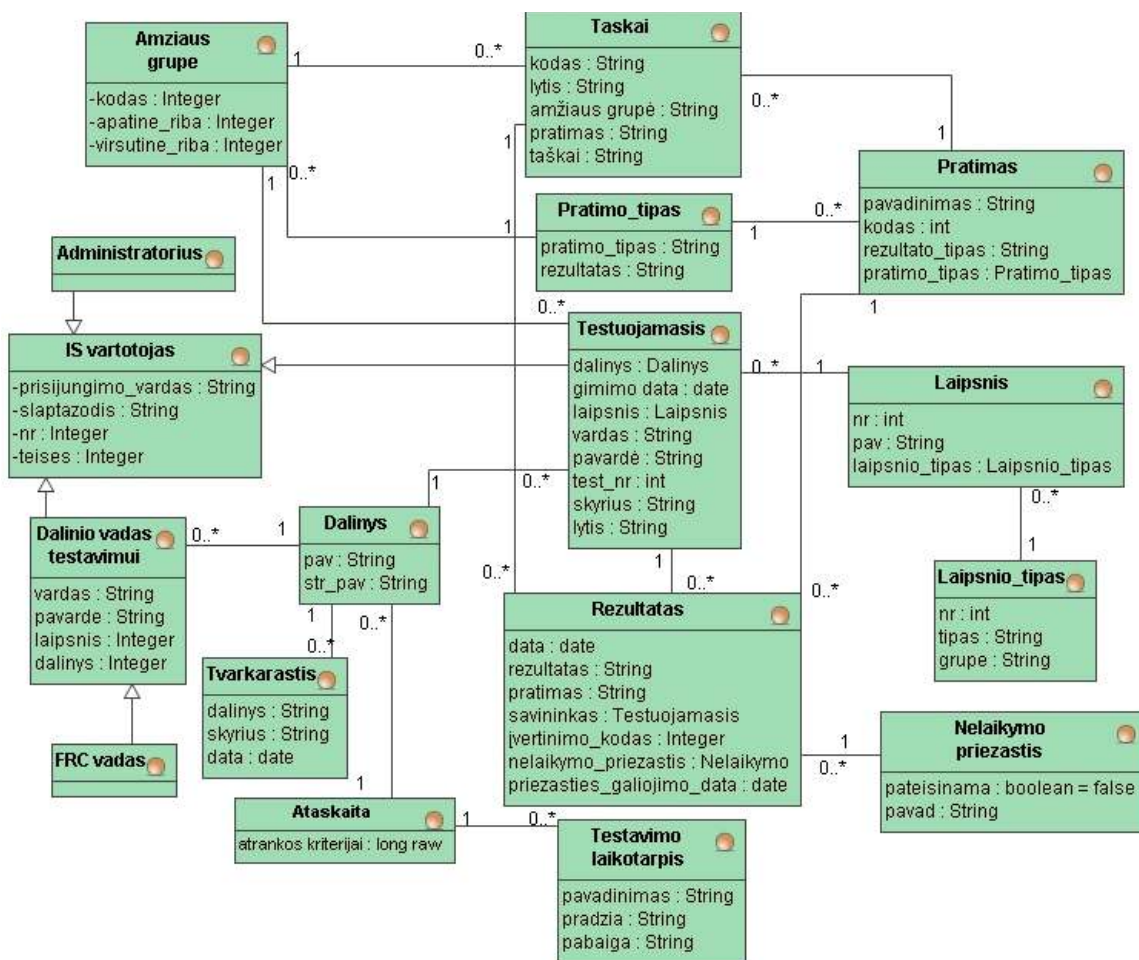 Amziaus
grupe
-kodas : Integer
-apatine_riba : Integer
-virsutine_riba : Integer
1
0..*
Taskai
kodas : String
lytis : String
amžiaus grupė : String
pratimas : String
taškai : String
0..*
1
1
0..*
1
1
Pratimo_tipas
pratimo_tipas : String
rezultatas : String
1
0..*
Pratimas
pavadinimas : String
kodas : int
rezultato_tipas : String
pratimo_tipas : Pratimo_tipas
1
Administratorius
IS vartotojas
-prisijungimo_vardas : String
-slaptazodis : String
-nr : Integer
-teises : Integer
0..*
Testuojamasis
dalinys : Dalinys
gimimo data : date
laipsnis : Laipsnis
vardas : String
pavardė : String
test_nr : int
skyrius : String
lytis : String
0..*
1
Laipsnis
nr : int
pav : String
laipsnio_tipas : Laipsnio_tipas
0..*
1
Laipsnio_tipas
nr : int
tipas : String
grupe : String
1
0..*
Dalinio vadas
testavimui
vardas : String
pavarde : String
laipsnis : Integer
dalinys : Integer
0..*
1
Dalinys
pav : String
str_pav : String
1
0..*
0..*
1
Tvarkarastis
dalinys : String
skyrius : String
data : date
FRC vadas
0..*
1
0..*
0..*
Rezultatas
data : date
rezultatas : String
pratimas : String
savininkas : Testuojamasis
įvertinimo_kodas : Integer
nelaikymo_priezastis : Nelaikymo
priezasties_galiojimo_data : date
1
0..*
Nelaikymo
priezastis
pateisinama : boolean = false
pavad : String
Ataskaita
atrankos kriterijai : long raw
1
0..*
Testavimo
laikotarpis
pavadinimas : String
pradzia : String
pabaiga : String